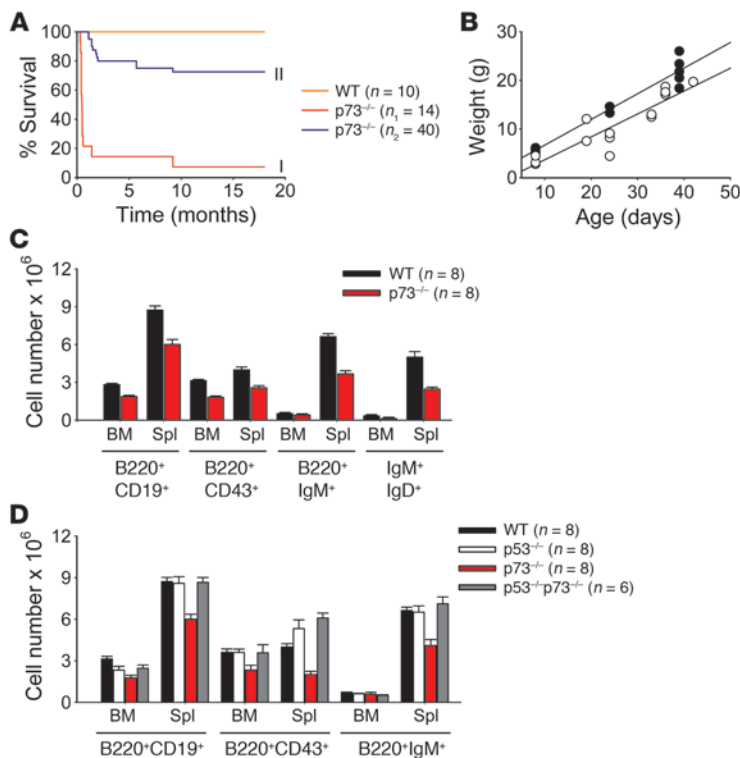 A
% Survival
100
80
60
40
20
0
0 5 10 15 20
Time (months)
II
I
WT (n = 10)
p73⁻/⁻ (n₁ = 14)
p73⁻/⁻ (n₂ = 40)
B
Weight (g)
30
20
10
0
10 20 30 40 50
Age (days)
C
WT (n = 8)
p73⁻/⁻ (n = 8)
Cell number x 10⁶
12
9
6
3
0
BM Spl BM Spl BM Spl BM Spl
B220⁺ B220⁺ B220⁺ IgM⁺
CD19⁺ CD43⁺ IgM⁺ IgD⁺
D
WT (n = 8)
p53⁻/⁻ (n = 8)
p73⁻/⁻ (n = 8)
p53⁻/⁻p73⁻/⁻ (n = 6)
Cell number x 10⁶
12
9
6
3
0
BM Spl BM Spl BM Spl
B220⁺CD19⁺ B220⁺CD43⁺ B220⁺IgM⁺